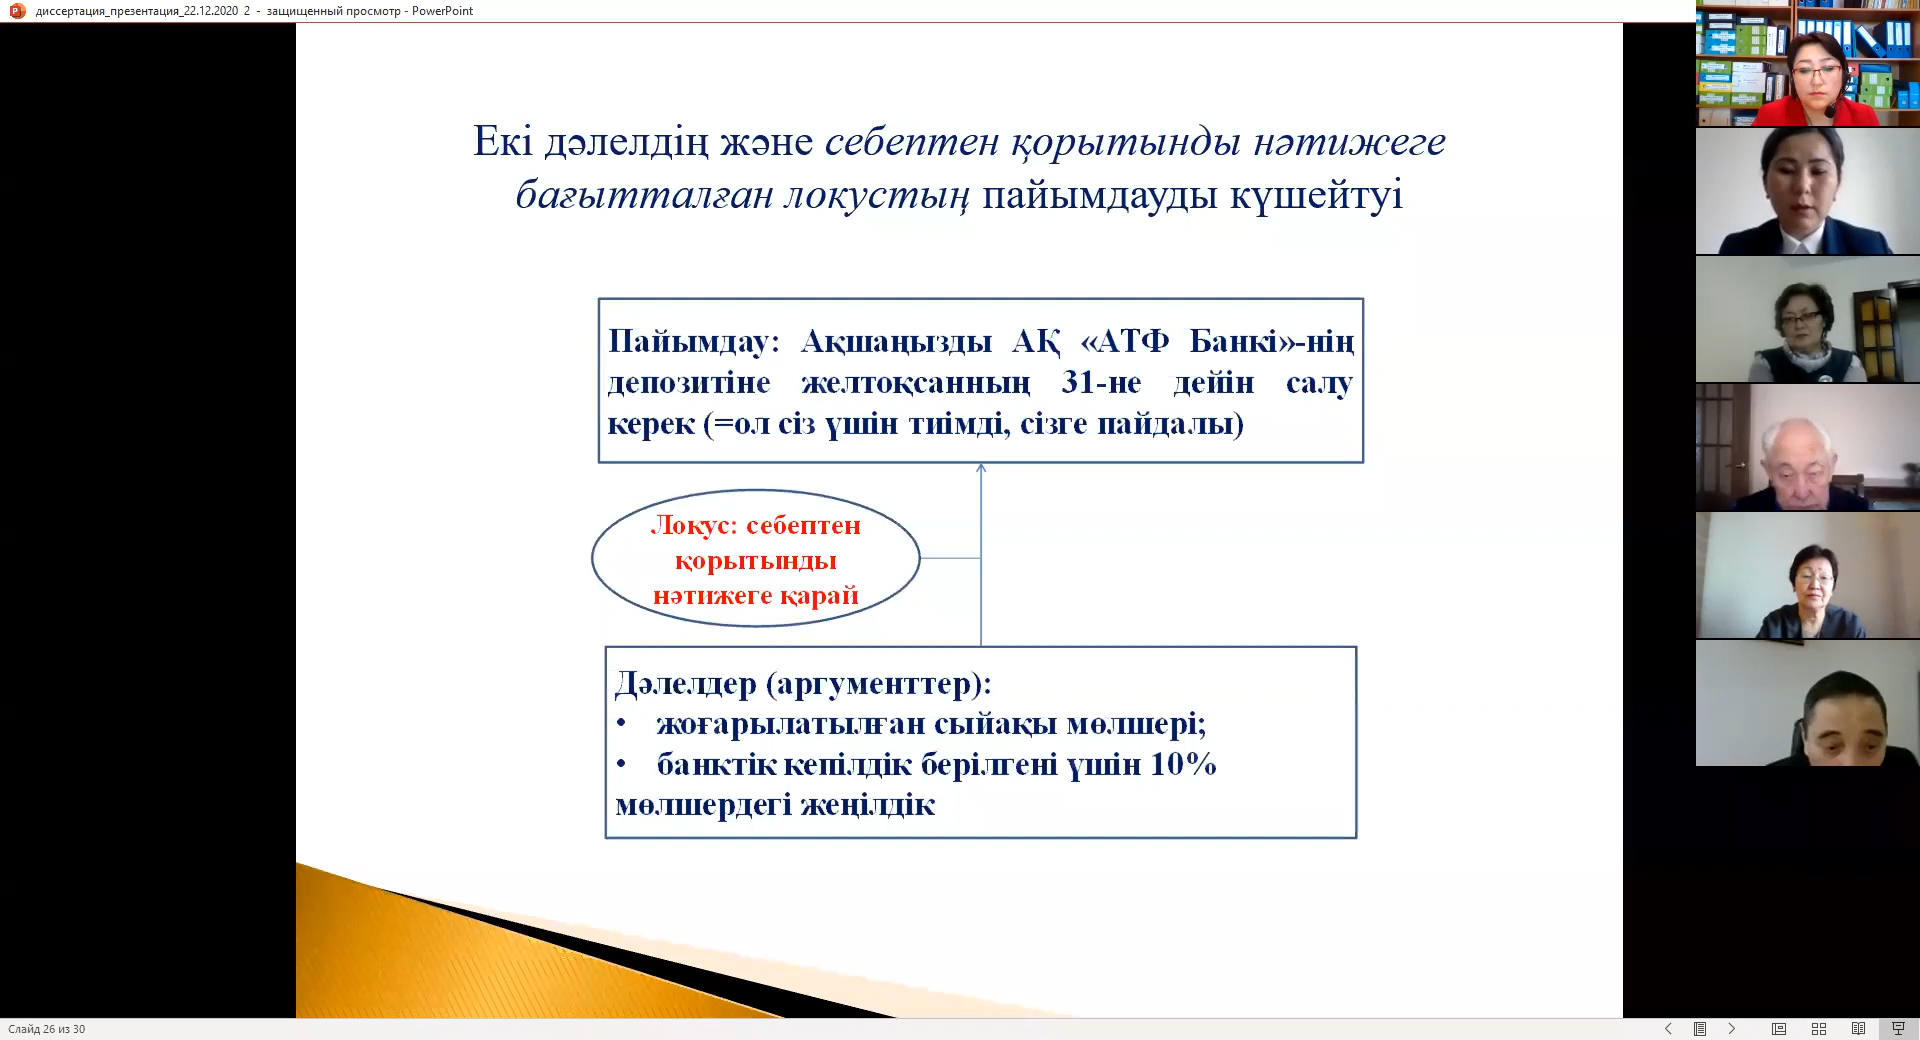 диссертация_презентация_22.12.2020 2 - защищенный просмотр - PowerPoint
Екі дәлелдің және себептен қорытынды нәтижеге
бағытталған локустың пайымдауды күшейтуі
Пайымдау: Ақшаңызды АҚ «АТФ Банкі»-нің
депозитіне желтоқсанның 31-не дейін салу
керек (=ол сіз үшін тиімді, сізге пайдалы)
Локус: себептен
қорытынды
нәтижеге қарай
Дәлелдер (аргументтер):
• жоғарылатылған сыйақы мөлшері;
• банктік кепілдік берілгені үшін 10%
мөлшердегі жеңілдік
Слайд 26 из 30